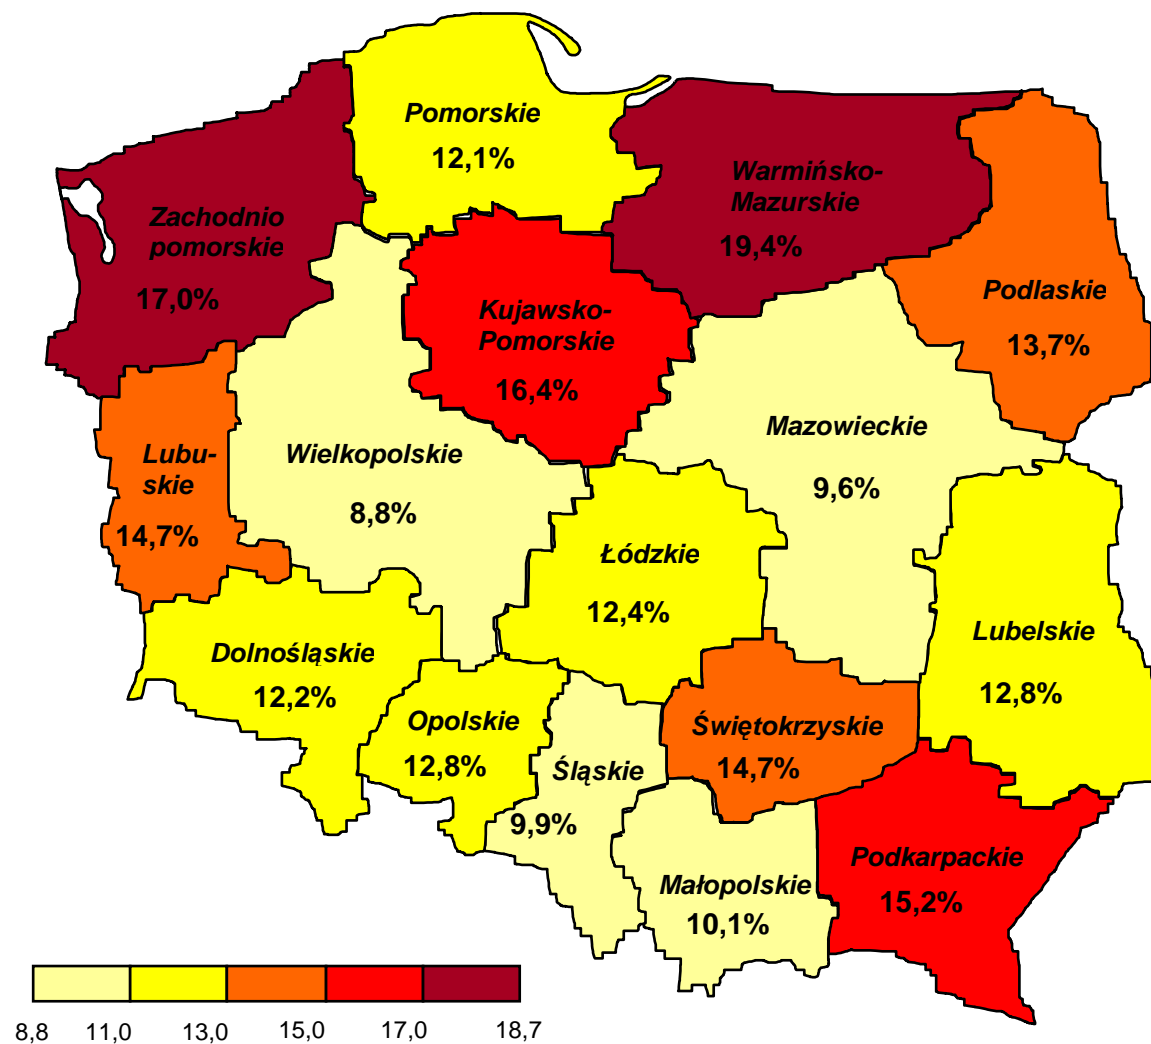 Pomorskie
12,1%
Warmińsko-
Mazurskie
19,4%
Zachodnio
pomorskie
17,0%
Podlaskie
13,7%
Kujawsko-
Pomorskie
16,4%
Mazowieckie
9,6%
Lubu-
skie
14,7%
Wielkopolskie
8,8%
Łódzkie
12,4%
Lubelskie
12,8%
Dolnośląskie
12,2%
Opolskie
12,8%
Świętokrzyskie
14,7%
Śląskie
9,9%
Małopolskie
10,1%
Podkarpackie
15,2%
8,8 11,0 13,0 15,0 17,0 18,7